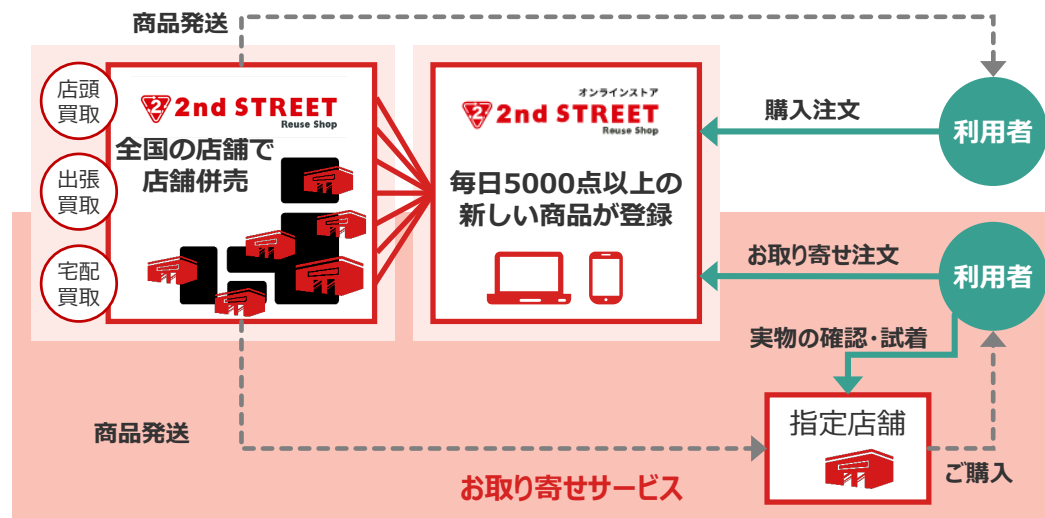 商品発送
店頭
買取
出張
買取
宅配
買取
2 2nd STREET
Reuse Shop
全国の店舗で
店舗併売
オンラインストア
2 2nd STREET
Reuse Shop
毎日5000点以上の
新しい商品が登録
購入注文
利用者
お取り寄せ注文
利用者
実物の確認・試着
商品発送
指定店舗
ご購入
お取り寄せサービス